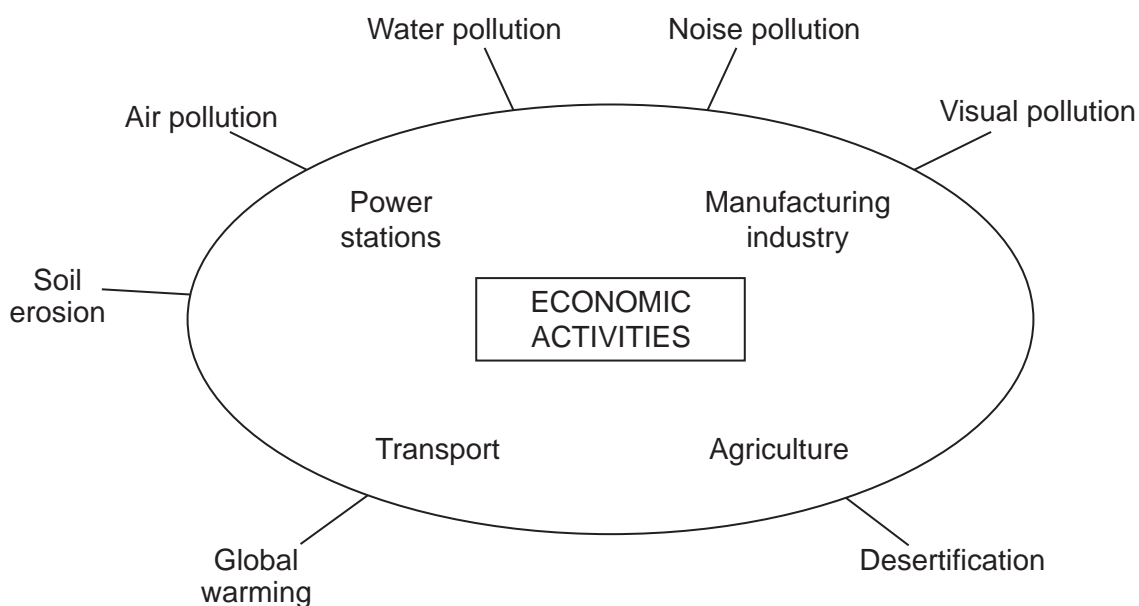 Water pollution
Noise pollution
Air pollution
Visual pollution
Power
stations
Manufacturing
industry
Soil
erosion
ECONOMIC
ACTIVITIES
Transport
Agriculture
Global
warming
Desertification